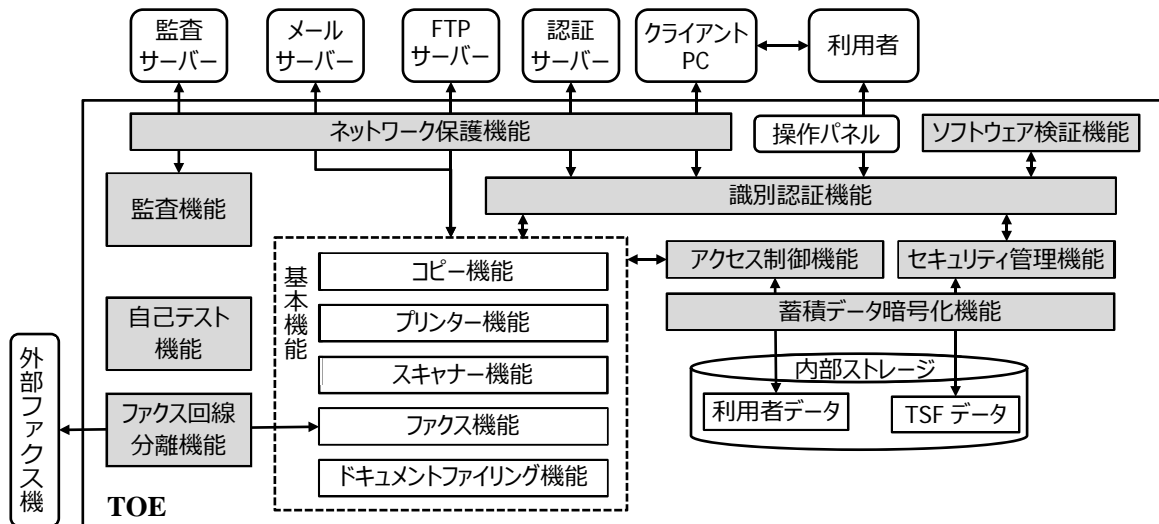 監査
サーバー
メール
サーバー
FTP
サーバー
認証
サーバー
クライアント
PC
利用者
ネットワーク保護機能
操作パネル
ソフトウェア検証機能
監査機能
識別認証機能
基本機能
コピー機能
プリンター機能
スキャナー機能
ファクス機能
ドキュメントファイリング機能
アクセス制御機能
セキュリティ管理機能
自己テスト
機能
蓄積データ暗号化機能
内部ストレージ
利用者データ
TSF データ
外部ファクス機
ファクス回線
分離機能
TOE